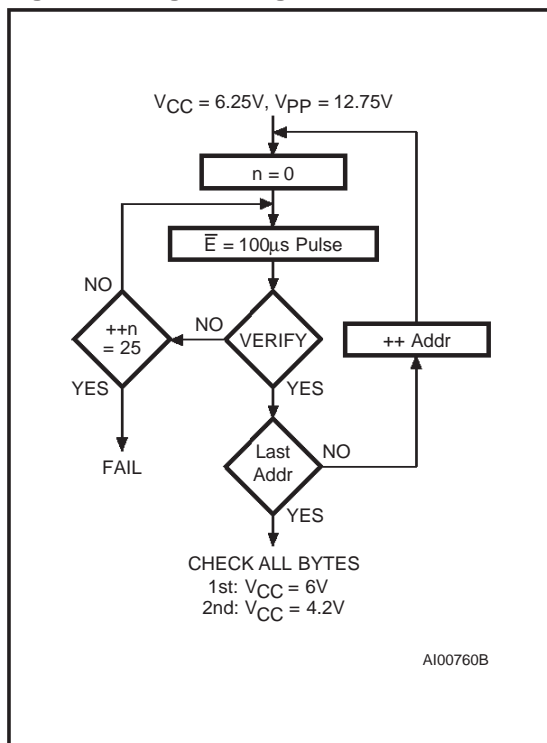 VCC = 6.25V, VPP = 12.75V
n = 0
E̅ = 100µs Pulse
NO
++n
= 25
NO
VERIFY
++ Addr
YES
YES
FAIL
Last
Addr
NO
YES
CHECK ALL BYTES
1st: VCC = 6V
2nd: VCC = 4.2V
AI00760B